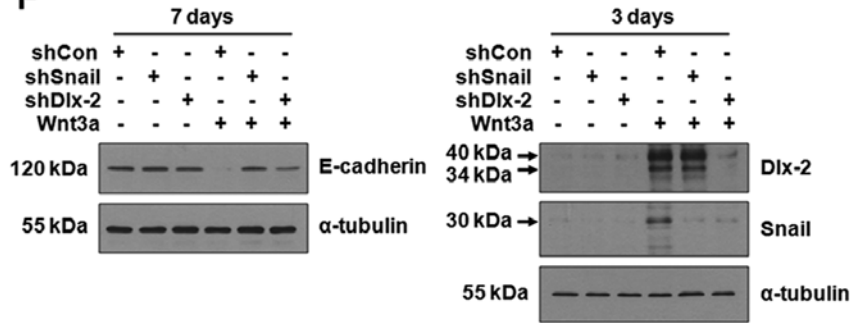 7 days
shCon + - - + - -
shSnail - + - - + -
shDlx-2 - - + - - +
Wnt3a - - - + + +
120 kDa E-cadherin
55 kDa α-tubulin
3 days
shCon + - - + - -
shSnail - + - - + -
shDlx-2 - - + - - +
Wnt3a - - - + + +
40 kDa
34 kDa
Dlx-2
30 kDa
Snail
55 kDa α-tubulin